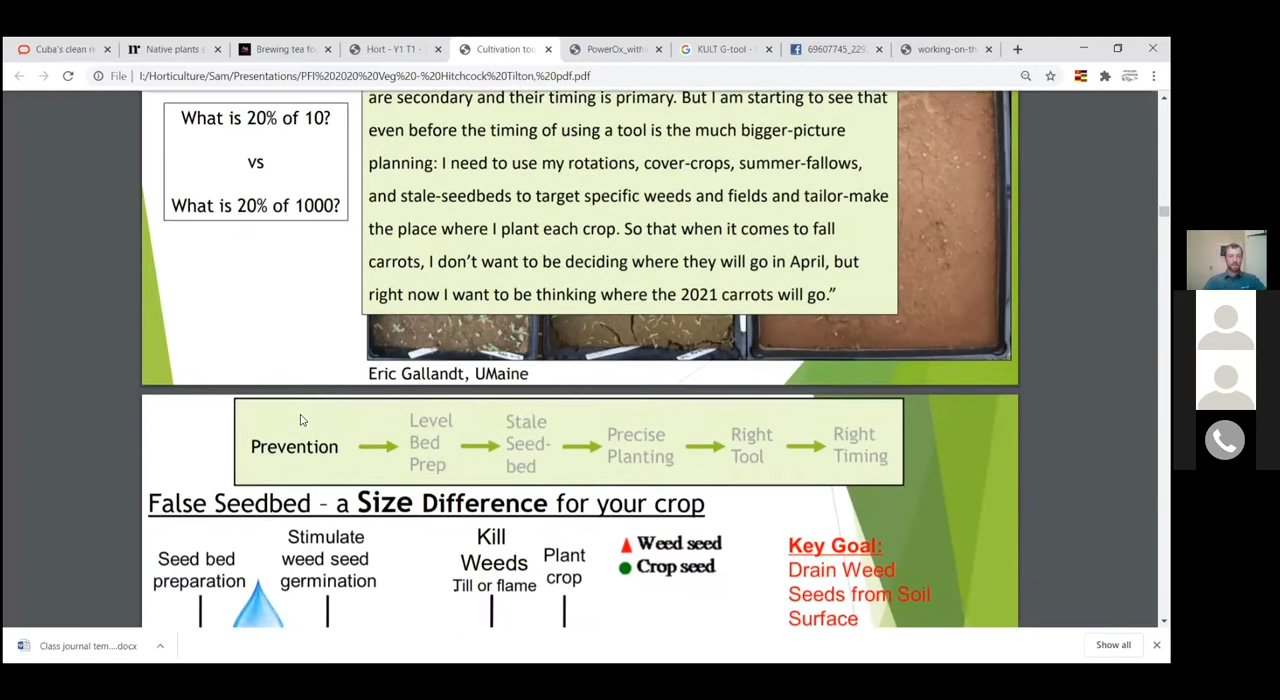 Cuba's clean
Native plants
Brewing tea fo
Hort - Y1 T1 -
Cultivation too
PowerOx_with
KULT G-tool -
69607745_229
working-on-th
File
I:/Horticulture/Sam/Presentations/PFI%202020%20Veg%20-%20Hitchcock%20Tilton,%20pdf.pdf
What is 20% of 10?
vs
What is 20% of 1000?
are secondary and their timing is primary. But I am starting to see that
even before the timing of using a tool is the much bigger-picture
planning: I need to use my rotations, cover-crops, summer-fallows,
and stale-seedbeds to target specific weeds and fields and tailor-make
the place where I plant each crop. So that when it comes to fall
carrots, I don't want to be deciding where they will go in April, but
right now I want to be thinking where the 2021 carrots will go."
Eric Gallandt, UMaine
Prevention
Level
Bed
Prep
Stale
Seed-
bed
Precise
Planting
Right
Tool
Right
Timing
False Seedbed - a Size Difference for your crop
Seed bed
preparation
Stimulate
weed seed
germination
Kill
Weeds
Till or flame
Plant
crop
Weed seed
Crop seed
Key Goal:
Drain Weed
Seeds from Soil
Surface
Class journal tem....docx
Show all